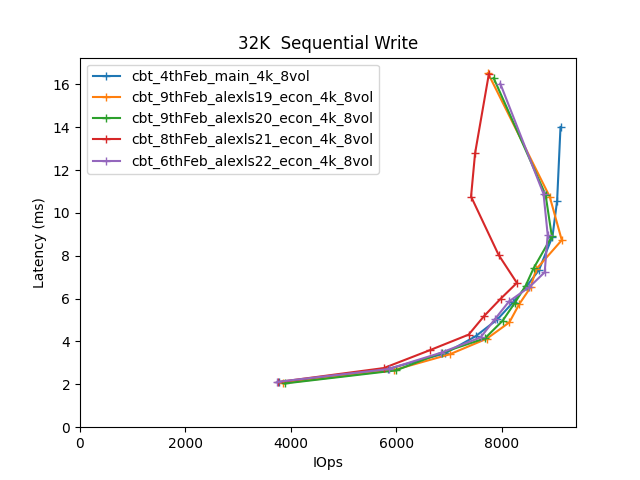 32K  Sequential Write
cbt_4thFeb_main_4k_8vol
cbt_9thFeb_alexls19_econ_4k_8vol
cbt_9thFeb_alexls20_econ_4k_8vol
cbt_8thFeb_alexls21_econ_4k_8vol
cbt_6thFeb_alexls22_econ_4k_8vol
Latency (ms)
16
14
12
10
8
6
4
2
0
0 2000 4000 6000 8000
IOps